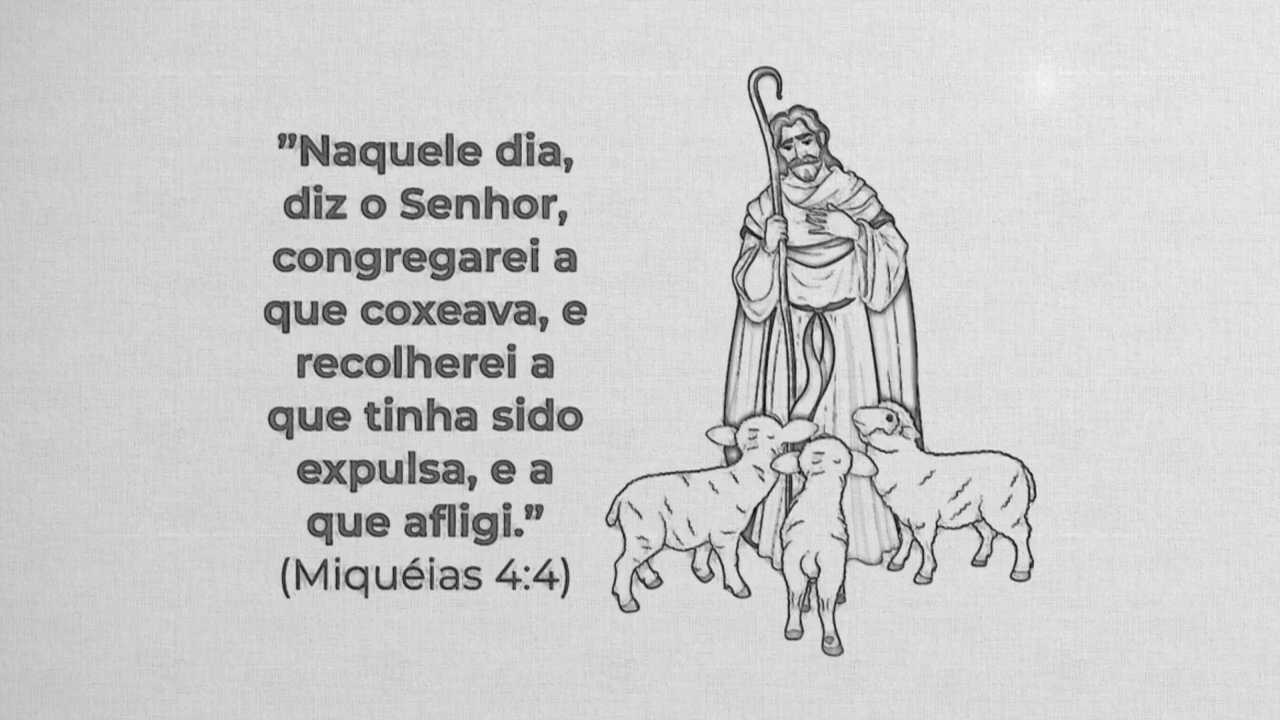 ”Naquele dia,
diz o Senhor,
congregarei a
que coxeava, e
recolherei a
que tinha sido
expulsa, e a
que afligi.”
(Miquéias 4:4)